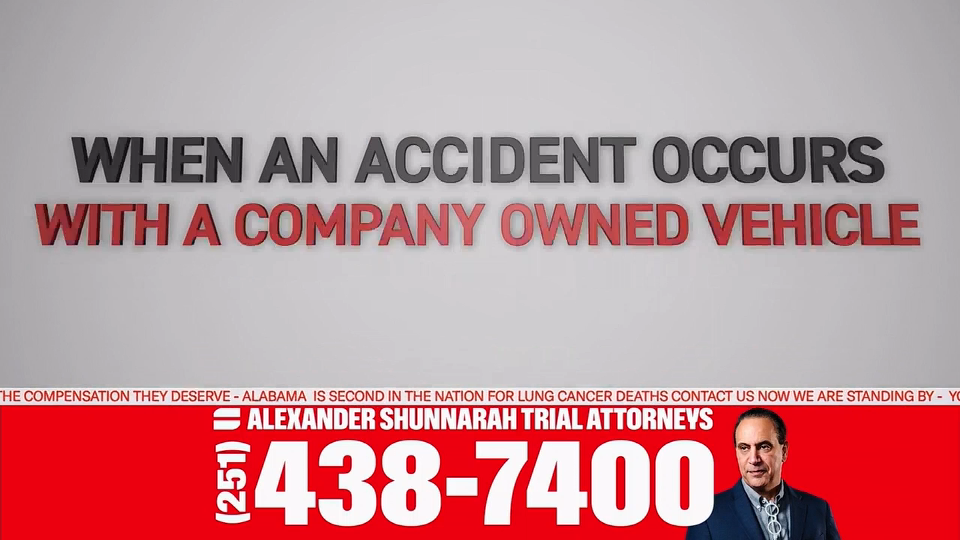 WHEN AN ACCIDENT OCCURS
WITH A COMPANY OWNED VEHICLE
THE COMPENSATION THEY DESERVE - ALABAMA IS SECOND IN THE NATION FOR LUNG CANCER DEATHS CONTACT US NOW WE ARE STANDING BY -
ALEXANDER SHUNNARAH TRIAL ATTORNEYS
(251) 438-7400